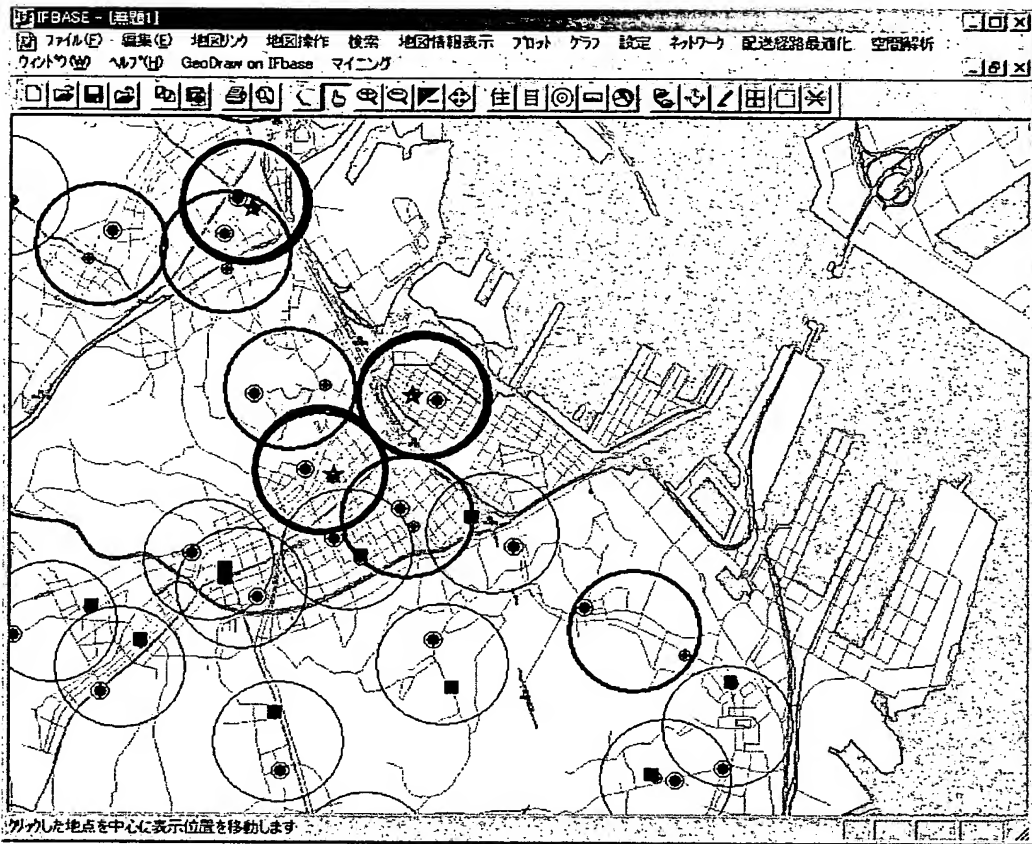 IFBASE - [無題1]
ファイル(F) 編集(E) 地図リンク 地図操作 検索 地図情報表示 プロット グラフ 設定 ネットワーク 配送経路最適化 空間解析
ウィンドウ(W) ヘルプ(H) GeoDraw on IFbase マイニング
住 目
クリックした地点を中心に表示位置を移動します